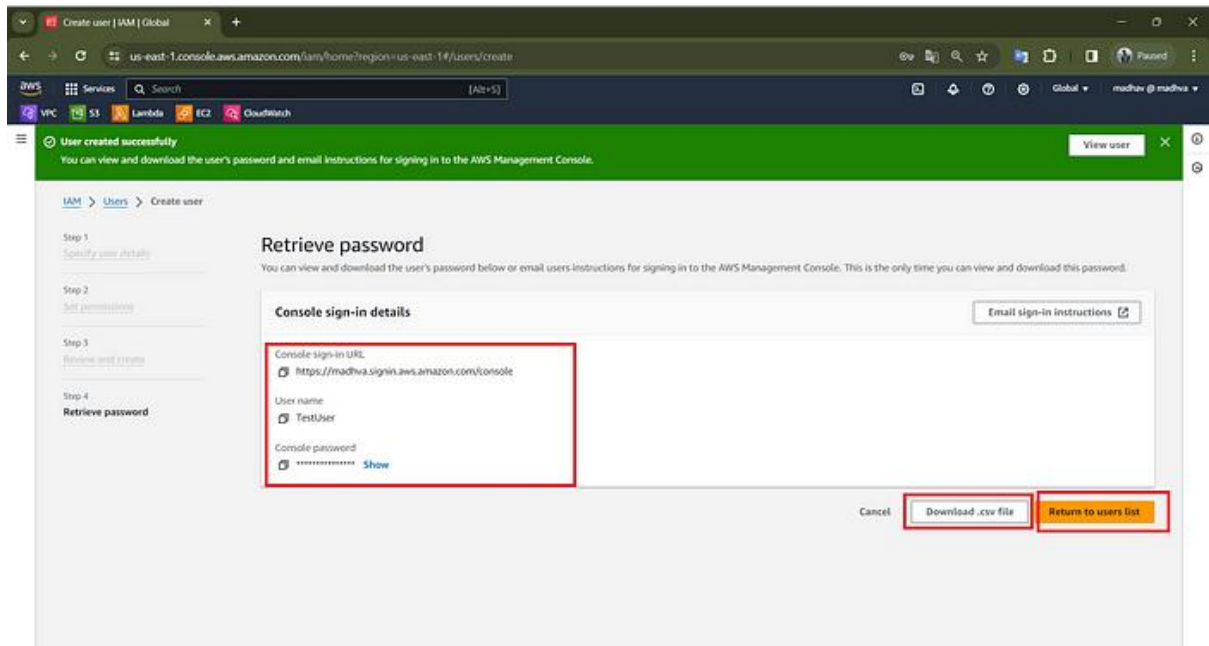 Create user | IAM | Global
us-east-1.console.aws.amazon.com/iam/home?region=us-east-1#/users/create
Paused
aws
Services
Search
[Alt+S]
Global
madhav @ madhva
VPC
S3
Lambda
EC2
CloudWatch
User created successfully
You can view and download the user's password and email instructions for signing in to the AWS Management Console.
View user
IAM > Users > Create user
Step 1
Specify user details
Step 2
Set permissions
Step 3
Review and create
Step 4
Retrieve password
Retrieve password
You can view and download the user's password below or email users instructions for signing in to the AWS Management Console. This is the only time you can view and download this password.
Console sign-in details
Email sign-in instructions
Console sign-in URL
https://madhva.signin.aws.amazon.com/console
User name
TestUser
Console password
*************** Show
Cancel
Download .csv file
Return to users list